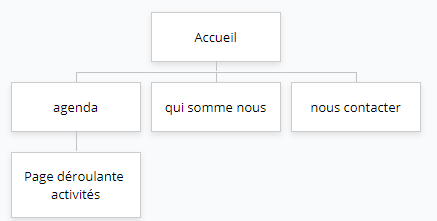 Accueil
agenda
qui somme nous
nous contacter
Page déroulante
activités